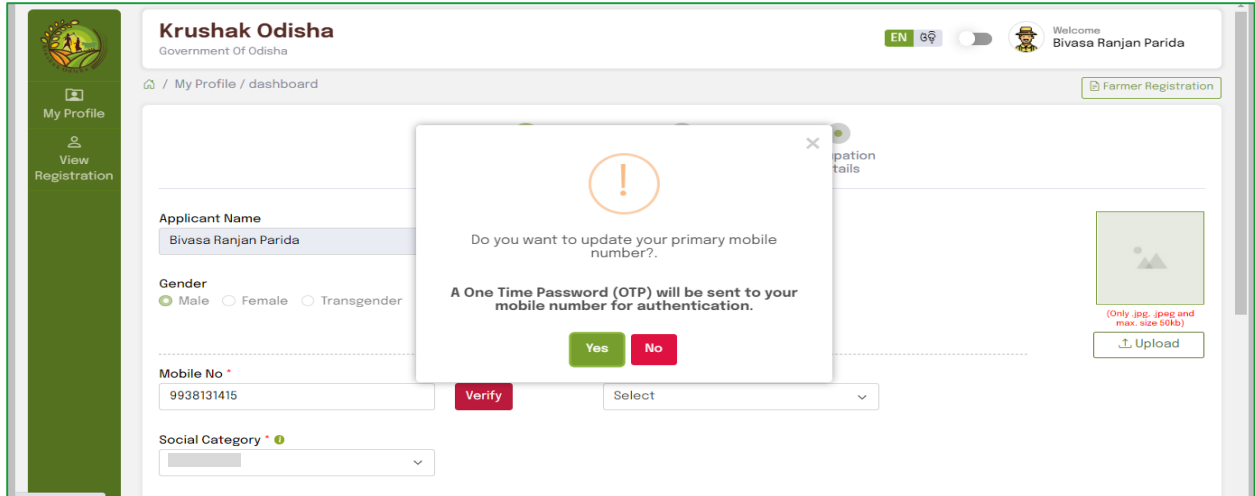 Krushak Odisha
Government Of Odisha
EN ଓଡ଼ି
Welcome
Bivasa Ranjan Parida
/ My Profile / dashboard
Farmer Registration
My Profile
View
Registration
Applicant Name
Bivasa Ranjan Parida
Gender
Male Female Transgender
Do you want to update your primary mobile
number?.
A One Time Password (OTP) will be sent to your
mobile number for authentication.
Yes No
(Only .jpg, .jpeg and
max. size 50kb)
Upload
Mobile No *
9938131415
Verify
Select
Social Category *